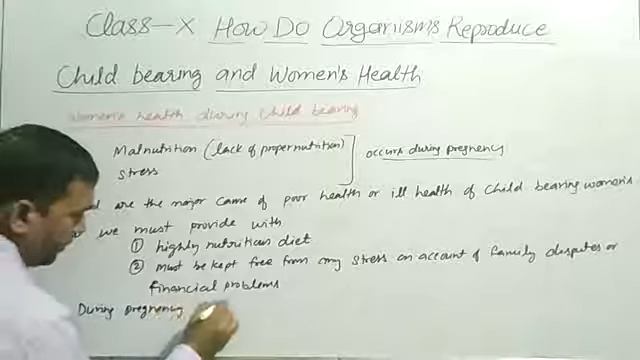 Class-X How Do Organisms Reproduce
Child bearing and Women's Health
Women's health during child bearing
Malnutrition (lack of proper nutrition)
stress
occurs during pregnancy
are the major cause of poor health or ill health of child bearing women's
we must provide with
① highly nutritious diet
② must be kept free from any stress on account of family disputes or
financial problems
During pregnancy